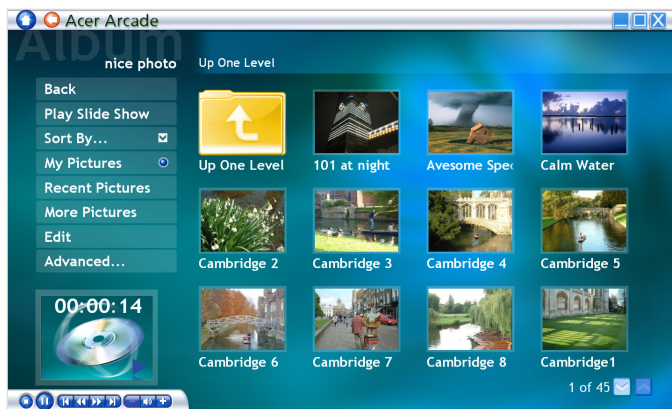 Acer Arcade
Album
nice photo
Up One Level
Back
Play Slide Show
Sort By...
My Pictures
Recent Pictures
More Pictures
Edit
Advanced...
00:00:14
Up One Level
101 at night
Avesome Spec
Calm Water
Cambridge 2
Cambridge 3
Cambridge 4
Cambridge 5
Cambridge 6
Cambridge 7
Cambridge 8
Cambridge1
1 of 45